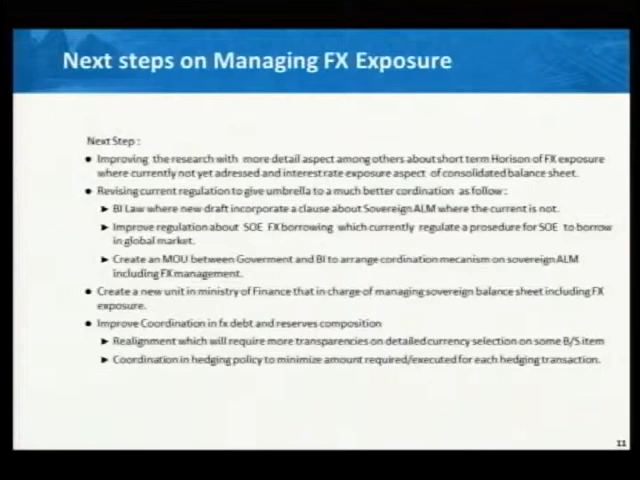 Next steps on Managing FX Exposure
Next Step :
● Improving the research with more detail aspect among others about short term Horison of FX exposure
where currently not yet adressed and interest rate exposure aspect of consolidated balance sheet.
● Revising current regulation to give umbrella to a much better cordination as follow :
➤ BI Law where new draft incorporate a clause about Sovereign ALM where the current is not.
➤ Improve regulation about SOE FX borrowing which currently regulate a prosedure for SOE to borrow
in global market.
➤ Create an MOU between Goverment and BI to arrange cordination mecanism on sovereign ALM
including FX management.
● Create a new unit in ministry of Finance that in charge of managing sovereign balance sheet including FX
exposure.
● Improve Coordination in fx debt and reserves composition
➤ Realignment which will require more transparencies on detailed currency selection on some B/S item
➤ Coordination in hedging policy to minimize amount required/executed for each hedging transaction.
11